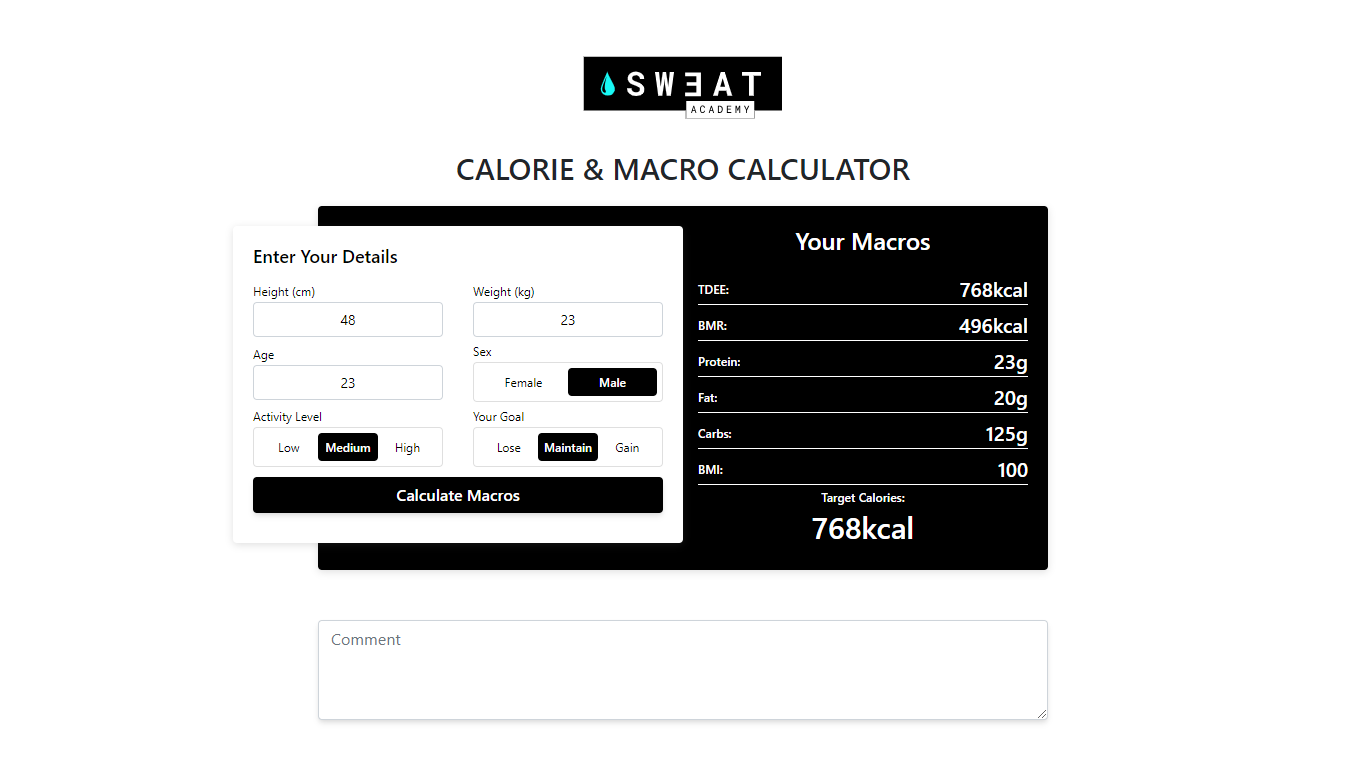 SWEAT
ACADEMY
CALORIE & MACRO CALCULATOR
Enter Your Details
Height (cm)
Weight (kg)
48
23
Age
Sex
23
Female
Male
Activity Level
Your Goal
Low
Medium
High
Lose
Maintain
Gain
Calculate Macros
Your Macros
TDEE: 768kcal
BMR: 496kcal
Protein: 23g
Fat: 20g
Carbs: 125g
BMI: 100
Target Calories:
768kcal
Comment